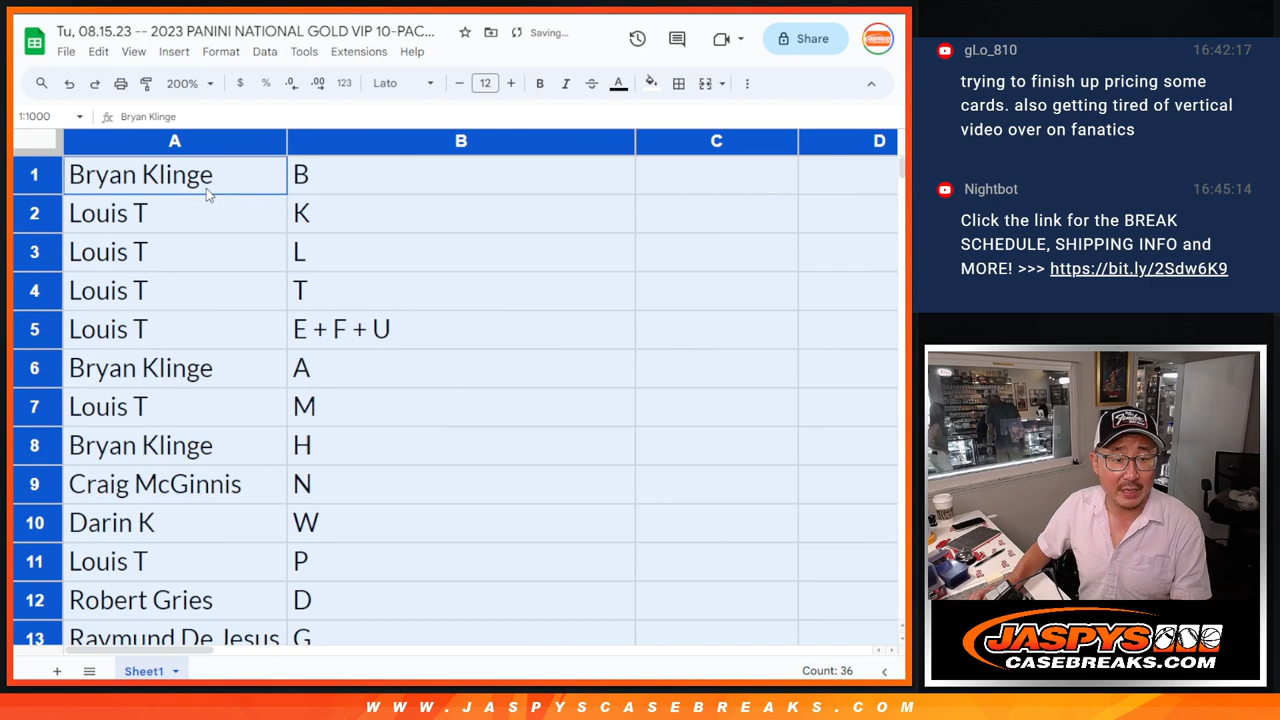 Tu, 08.15.23 -- 2023 PANINI NATIONAL GOLD VIP 10-PAC...
Saving...
File Edit View Insert Format Data Tools Extensions Help
Share
200% $ % .0 .00 123 Lato 12 B I S A
1:1000 fx Bryan Klinge
A B C D
1 Bryan Klinge B
2 Louis T K
3 Louis T L
4 Louis T T
5 Louis T E + F + U
6 Bryan Klinge A
7 Louis T M
8 Bryan Klinge H
9 Craig McGinnis N
10 Darin K W
11 Louis T P
12 Robert Gries D
13 Raymund De Jesus G
Sheet1
Count: 36
gLo_810 16:42:17
trying to finish up pricing some
cards. also getting tired of vertical
video over on fanatics
Nightbot 16:45:14
Click the link for the BREAK
SCHEDULE, SHIPPING INFO and
MORE! >>> https://bit.ly/2Sdw6K9
JASPYS
CASEBREAKS.COM
WWW.JASPYSCASEBREAKS.COM